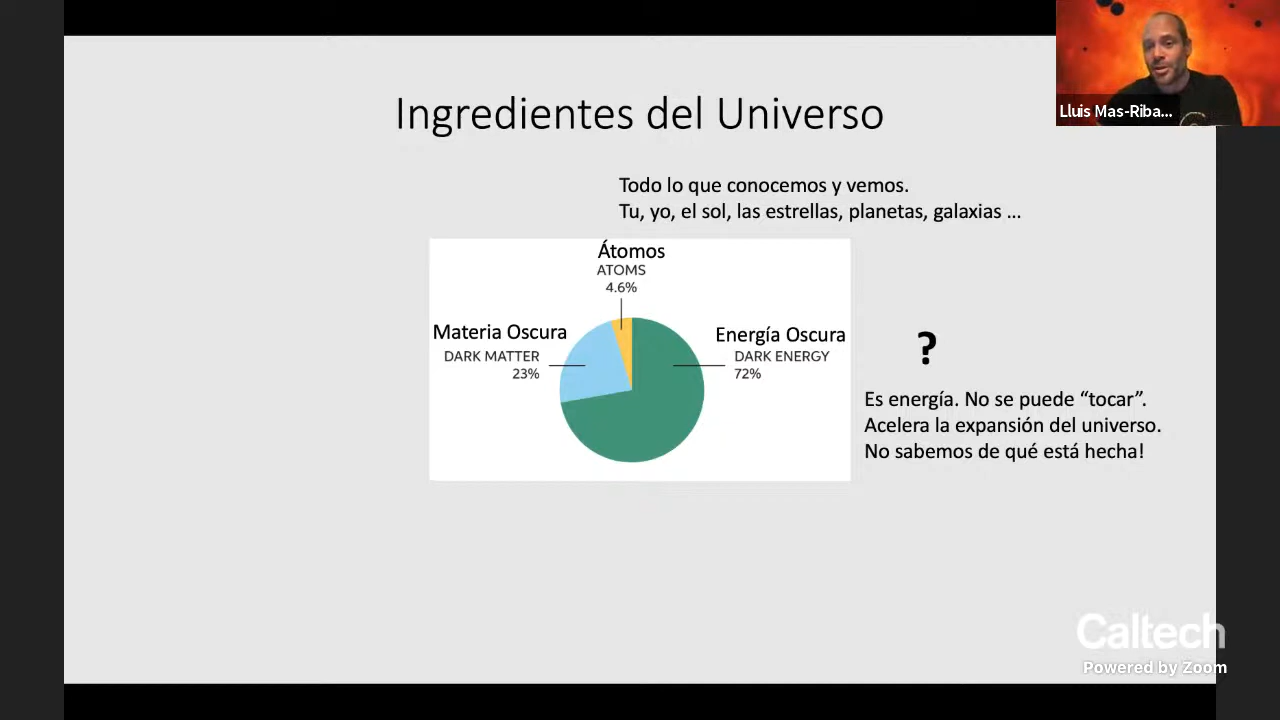 Lluis Mas-Riba...
Ingredientes del Universo
Todo lo que conocemos y vemos.
Tu, yo, el sol, las estrellas, planetas, galaxias ...
Átomos
ATOMS
4.6%
Materia Oscura
DARK MATTER
23%
Energía Oscura
DARK ENERGY
72%
?
Es energía. No se puede “tocar”.
Acelera la expansión del universo.
No sabemos de qué está hecha!
Caltech
Powered by Zoom